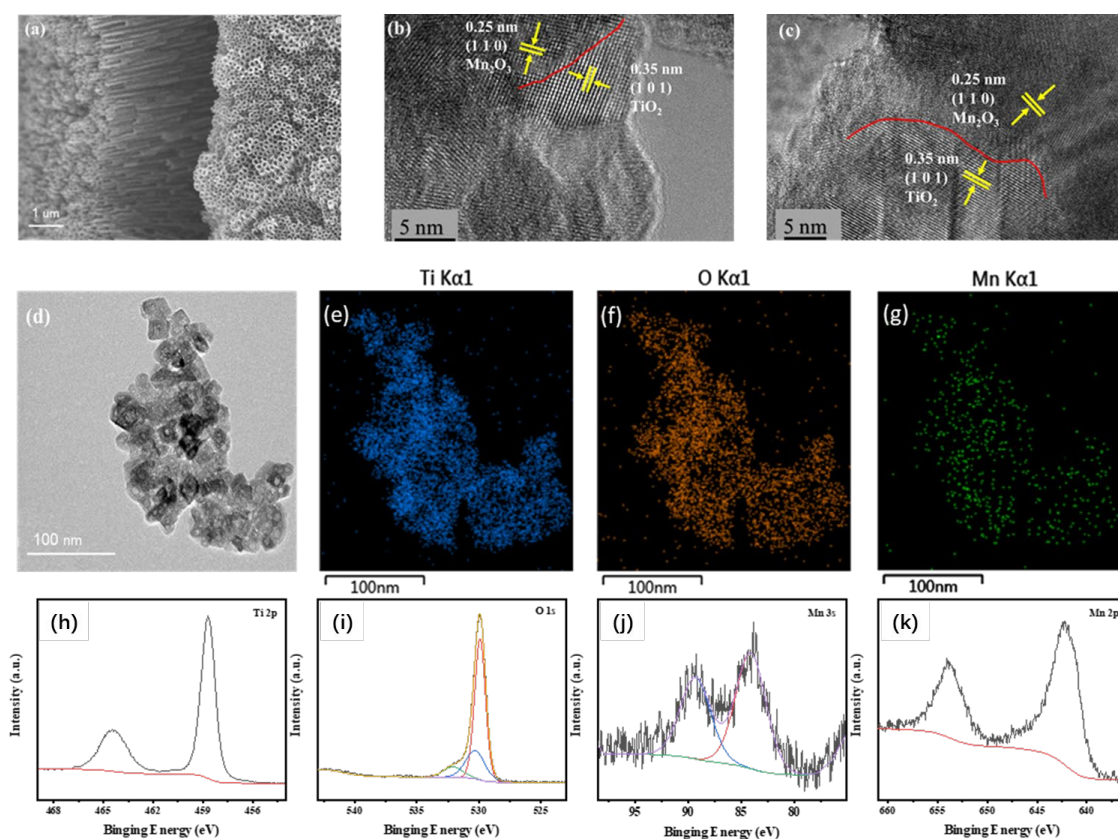 (a)
1 um
(b)
0.25 nm
(1 1 0)
Mn₂O₃
0.35 nm
(1 0 1)
TiO₂
5 nm
(c)
0.25 nm
(1 1 0)
Mn₂O₃
0.35 nm
(1 0 1)
TiO₂
5 nm
(d)
100 nm
Ti Kα1
(e)
100nm
O Kα1
(f)
100nm
Mn Kα1
(g)
100nm
(h)
Ti 2p
Intensity (a.u.)
468 465 462 459
Binging Energy (eV)
(i)
O 1s
Intensity (a.u.)
540 535 530 525
Binging Energy (eV)
(j)
Mn 3s
Intensity (a.u.)
95 90 85 80
Binging Energy (eV)
(k)
Mn 2p
Intensity (a.u.)
660 650 640
Binging Energy (eV)